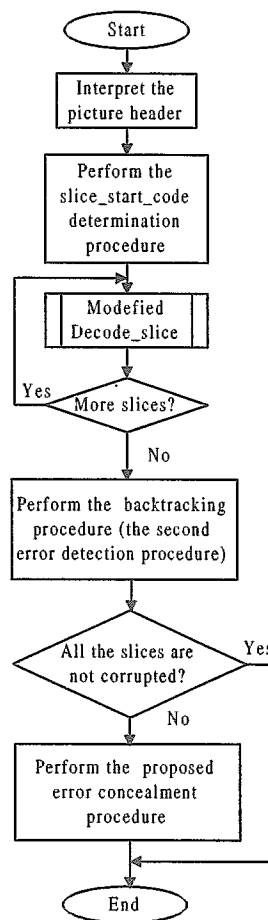 Start
Interpret the
picture header
Perform the
slice_start_code
determination
procedure
Modefied
Decode_slice
Yes
More slices?
No
Perform the backtracking
procedure (the second
error detection procedure)
All the slices are
not corrupted?
Yes
No
Perform the proposed
error concealment
procedure
End